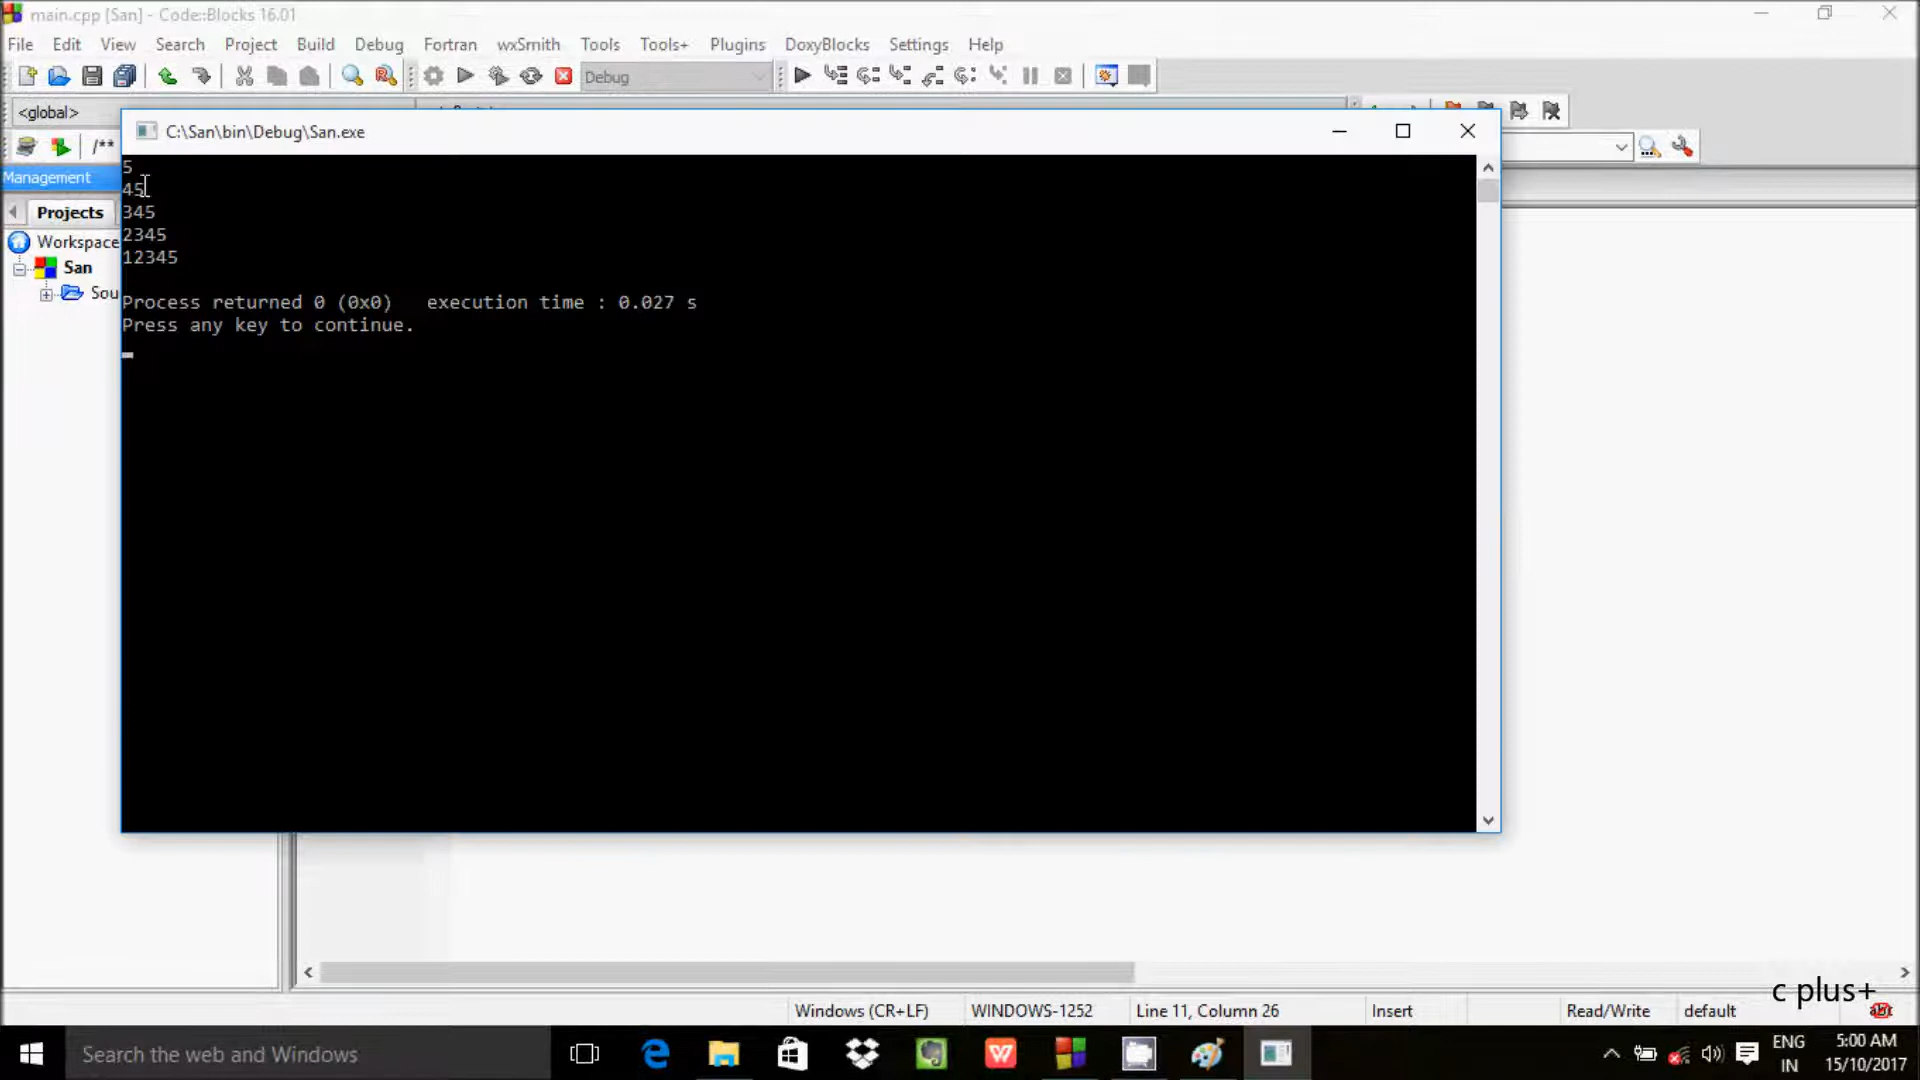 main.cpp [San] - Code::Blocks 16.01
File Edit View Search Project Build Debug Fortran wxSmith Tools Tools+ Plugins DoxyBlocks Settings Help
Debug
<global>
C:\San\bin\Debug\San.exe
/**
Management
Projects
Workspace
San
Sou
5
45
345
2345
12345
Process returned 0 (0x0) execution time : 0.027 s
Press any key to continue.
c plus+
Windows (CR+LF) WINDOWS-1252 Line 11, Column 26 Insert Read/Write default
Search the web and Windows
ENG
IN
5:00 AM
15/10/2017